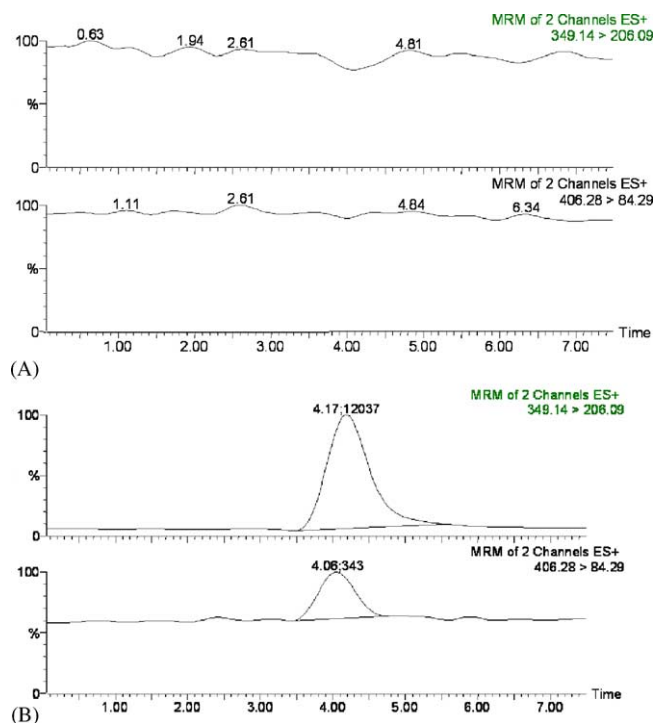 MRM of 2 Channels ES+
349.14 > 206.09
100
0.63
1.94
2.61
4.81
%
0
MRM of 2 Channels ES+
406.28 > 84.29
100
1.11
2.61
4.84
6.34
%
0
Time
1.00 2.00 3.00 4.00 5.00 6.00 7.00
(A)
MRM of 2 Channels ES+
349.14 > 206.09
100
4.17;12037
%
0
MRM of 2 Channels ES+
406.28 > 84.29
100
4.06;343
%
0
Time
1.00 2.00 3.00 4.00 5.00 6.00 7.00
(B)